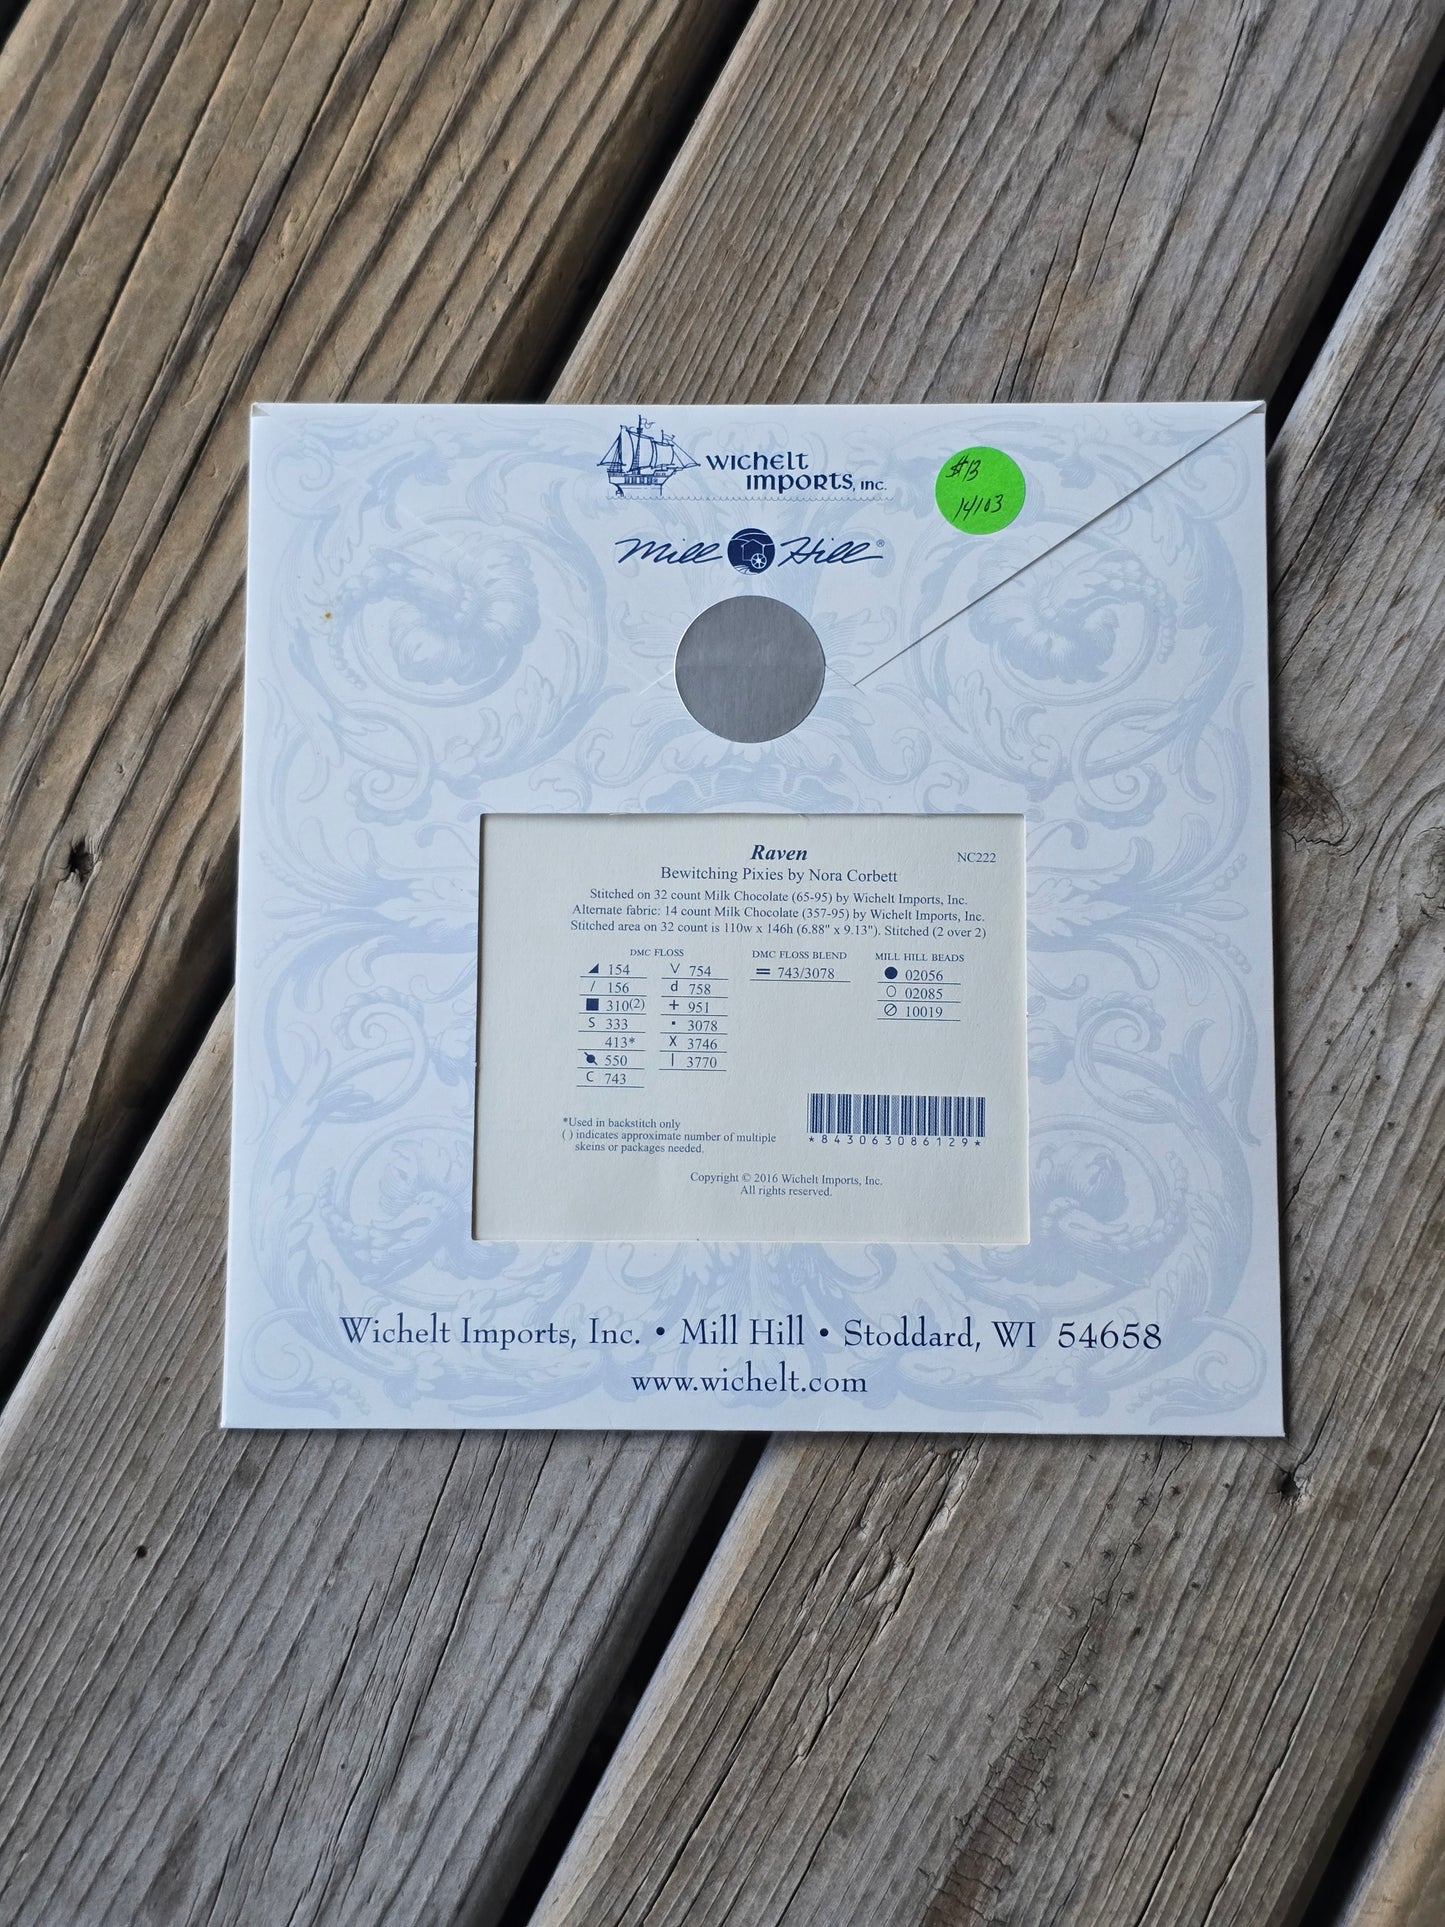 WICHELT
IMPORTS, INC.
$13
14/103
Mill Hill®
Raven
NC222
Bewitching Pixies by Nora Corbett
Stitched on 32 count Milk Chocolate (65-95) by Wichelt Imports, Inc.
Alternate fabric: 14 count Milk Chocolate (357-95) by Wichelt Imports, Inc.
Stitched area on 32 count is 110w x 146h (6.88" x 9.13"). Stitched (2 over 2)
DMC FLOSS
154
/ 156
310(2)
S 333
413*
550
C 743
V 754
d 758
+ 951
▪ 3078
X 3746
| 3770
DMC FLOSS BLEND
= 743/3078
MILL HILL BEADS
● 02056
○ 02085
⊘ 10019
*Used in backstitch only
( ) indicates approximate number of multiple
skeins or packages needed.
*843063086129*
Copyright © 2016 Wichelt Imports, Inc.
All rights reserved.
Wichelt Imports, Inc. • Mill Hill • Stoddard, WI 54658
www.wichelt.com